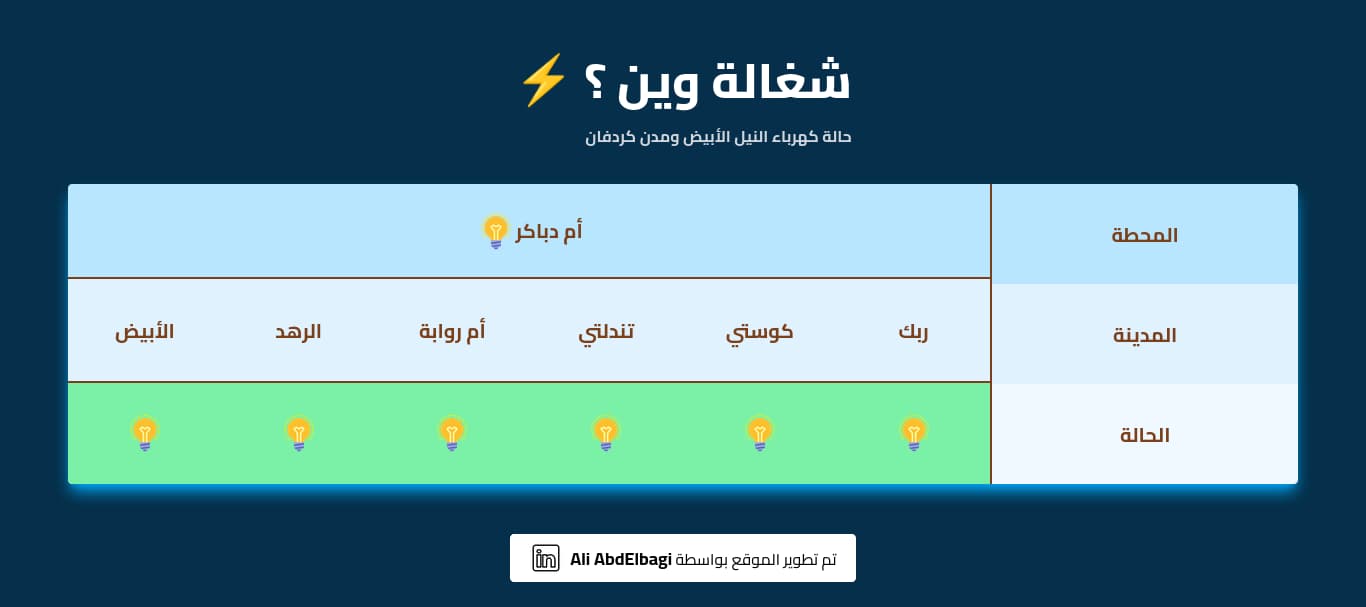 شغالة وين ؟
حالة كهرباء النيل الأبيض ومدن كردفان
المحطة
أم دباكر
المدينة
ربك
كوستي
تندلتي
أم روابة
الرهد
الأبيض
الحالة
تم تطوير الموقع بواسطة Ali AbdElbagi in